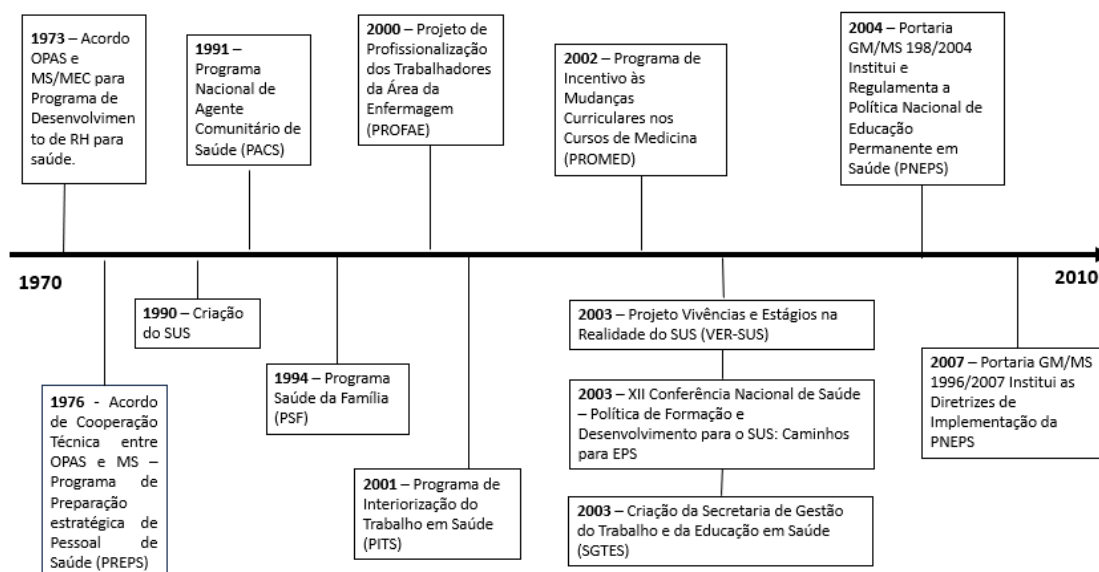 1973 – Acordo
OPAS e
MS/MEC para
Programa de
Desenvolvimen
to de RH para
saúde.
1991 –
Programa
Nacional de
Agente
Comunitário de
Saúde (PACS)
2000 – Projeto de
Profissionalização
dos Trabalhadores
da Área da
Enfermagem
(PROFAE)
2002 – Programa de
Incentivo às
Mudanças
Curriculares nos
Cursos de Medicina
(PROMED)
2004 – Portaria
GM/MS 198/2004
Institui e
Regulamenta a
Política Nacional de
Educação
Permanente em
Saúde (PNEPS)
1970
2010
1976 - Acordo
de Cooperação
Técnica entre
OPAS e MS –
Programa de
Preparação
estratégica de
Pessoal de
Saúde (PREPS)
1990 – Criação
do SUS
1994 – Programa
Saúde da Família
(PSF)
2001 – Programa de
Interiorização do
Trabalho em Saúde
(PITS)
2003 – Projeto Vivências e Estágios na
Realidade do SUS (VER-SUS)
2003 – XII Conferência Nacional de Saúde
– Política de Formação e
Desenvolvimento para o SUS: Caminhos
para EPS
2003 – Criação da Secretaria de Gestão
do Trabalho e da Educação em Saúde
(SGTES)
2007 – Portaria GM/MS
1996/2007 Institui as
Diretrizes de
Implementação da
PNEPS